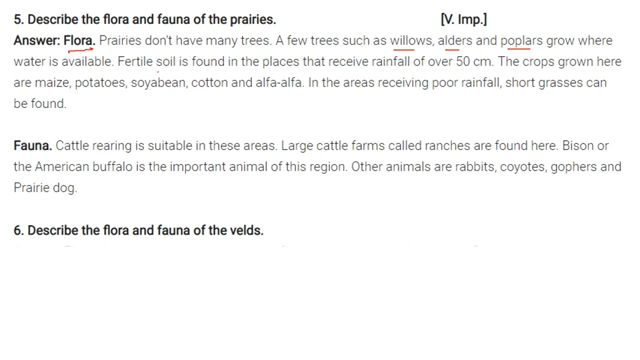 5. Describe the flora and fauna of the prairies. [V. Imp.]
Answer: Flora. Prairies don't have many trees. A few trees such as willows, alders and poplars grow where
water is available. Fertile soil is found in the places that receive rainfall of over 50 cm. The crops grown here
are maize, potatoes, soyabean, cotton and alfa-alfa. In the areas receiving poor rainfall, short grasses can
be found.
Fauna. Cattle rearing is suitable in these areas. Large cattle farms called ranches are found here. Bison or
the American buffalo is the important animal of this region. Other animals are rabbits, coyotes, gophers and
Prairie dog.
6. Describe the flora and fauna of the velds.